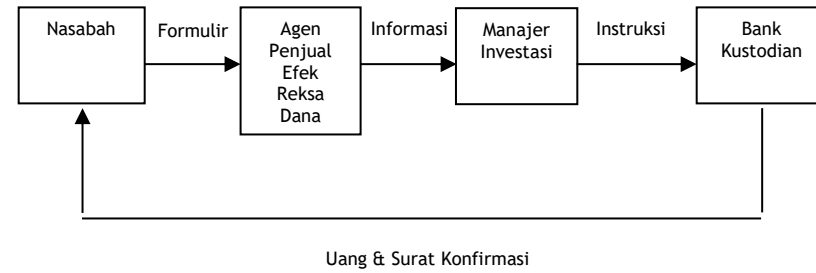 Nasabah
Formulir
Agen
Penjual
Efek
Reksa
Dana
Informasi
Manajer
Investasi
Instruksi
Bank
Kustodian
Uang & Surat Konfirmasi